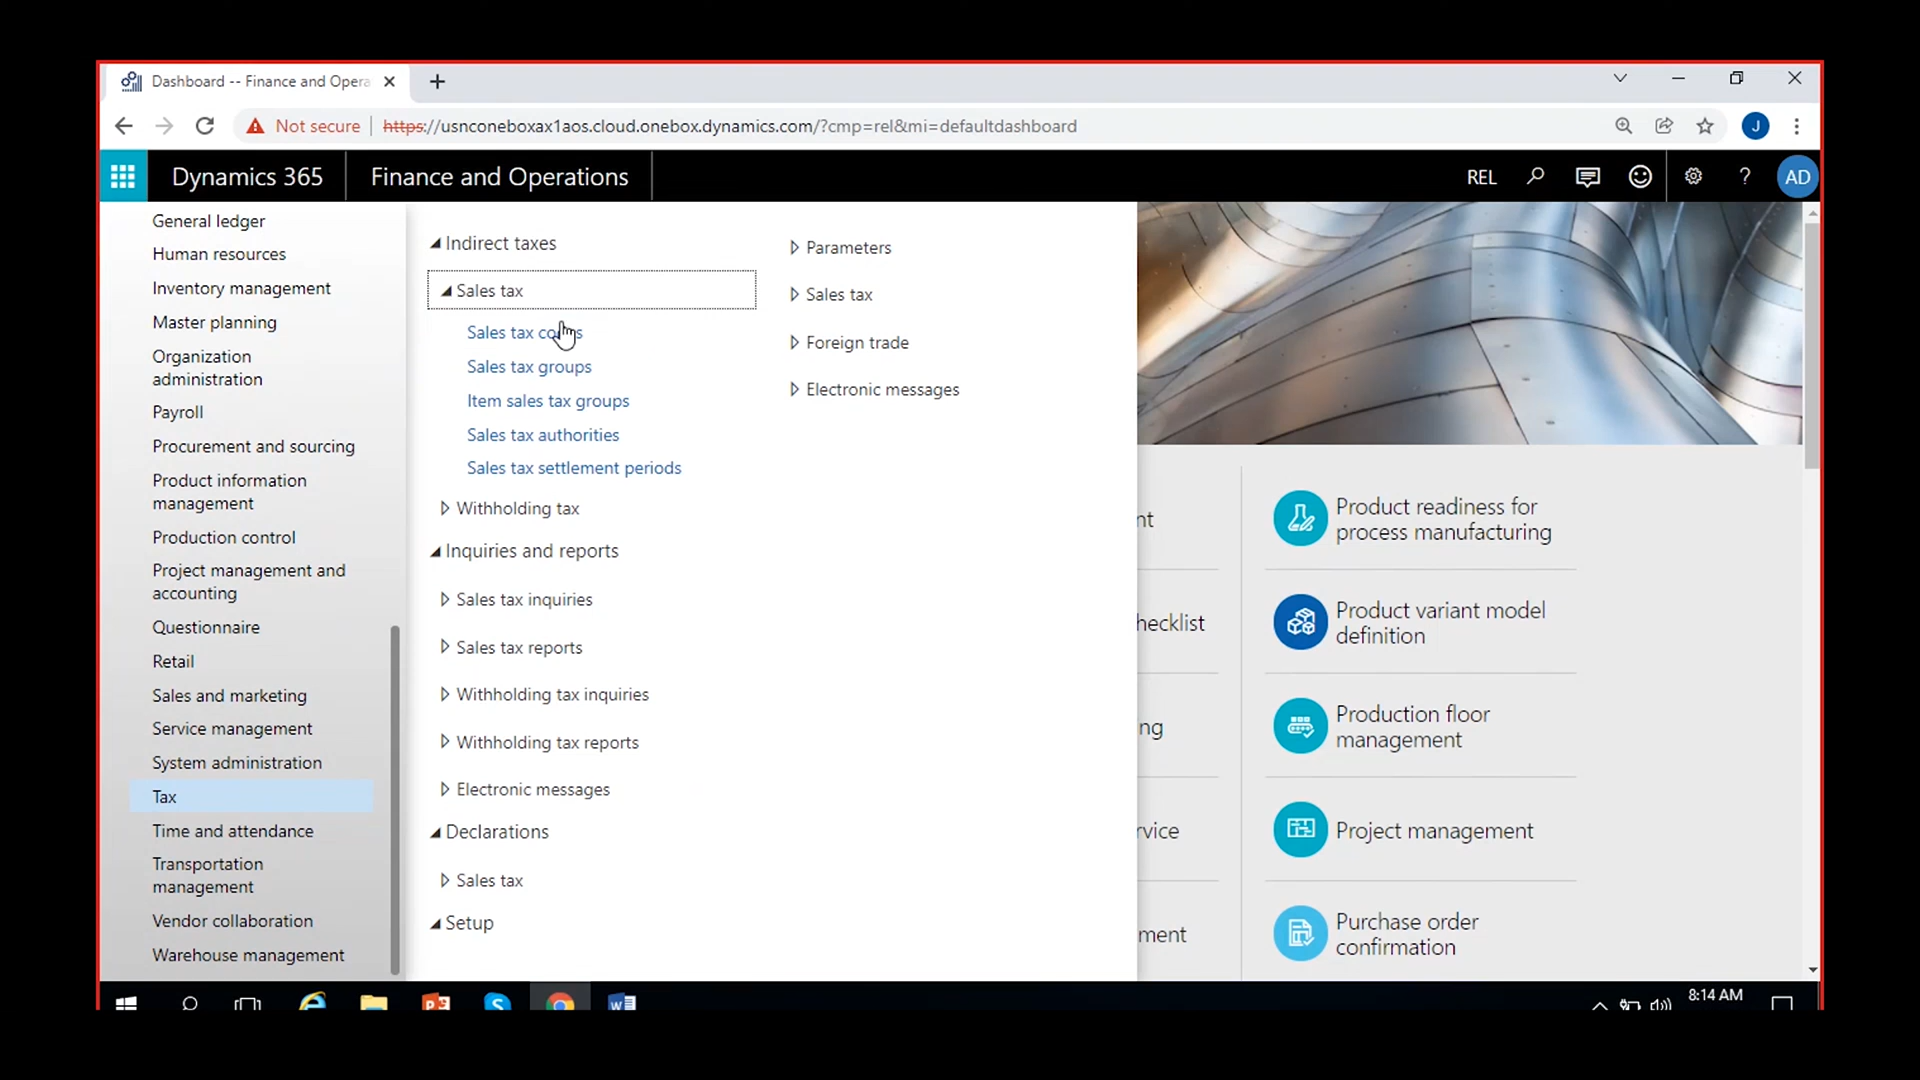 Dashboard -- Finance and Opera
Not secure
https://usnconeboxax1aos.cloud.onebox.dynamics.com/?cmp=rel&mi=defaultdashboard
J
Dynamics 365
Finance and Operations
REL
?
AD
General ledger
Human resources
Inventory management
Master planning
Organization
administration
Payroll
Procurement and sourcing
Product information
management
Production control
Project management and
accounting
Questionnaire
Retail
Sales and marketing
Service management
System administration
Tax
Time and attendance
Transportation
management
Vendor collaboration
Warehouse management
Indirect taxes
Sales tax
Sales tax
Sales tax groups
Item sales tax groups
Sales tax authorities
Sales tax settlement periods
Withholding tax
Inquiries and reports
Sales tax inquiries
Sales tax reports
Withholding tax inquiries
Withholding tax reports
Electronic messages
Declarations
Sales tax
Setup
Parameters
Sales tax
Foreign trade
Electronic messages
nt
hecklist
ng
rvice
ment
Product readiness for
process manufacturing
Product variant model
definition
Production floor
management
Project management
Purchase order
confirmation
8:14 AM